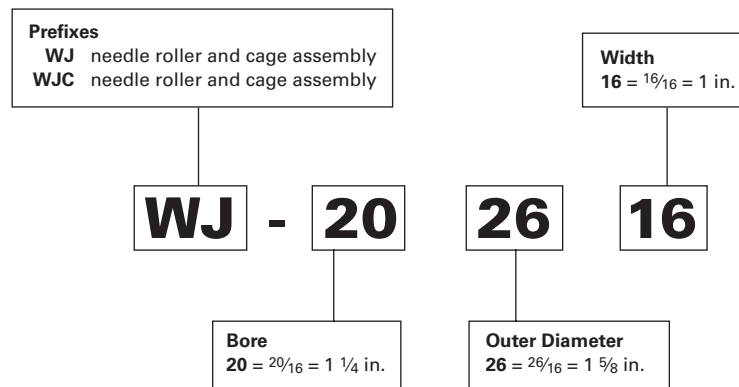 Prefixes
WJ needle roller and cage assembly
WJC needle roller and cage assembly
Width
16 = 16⁄16 = 1 in.
WJ - 20 26 16
Bore
20 = 20⁄16 = 1 1⁄4 in.
Outer Diameter
26 = 26⁄16 = 1 5⁄8 in.